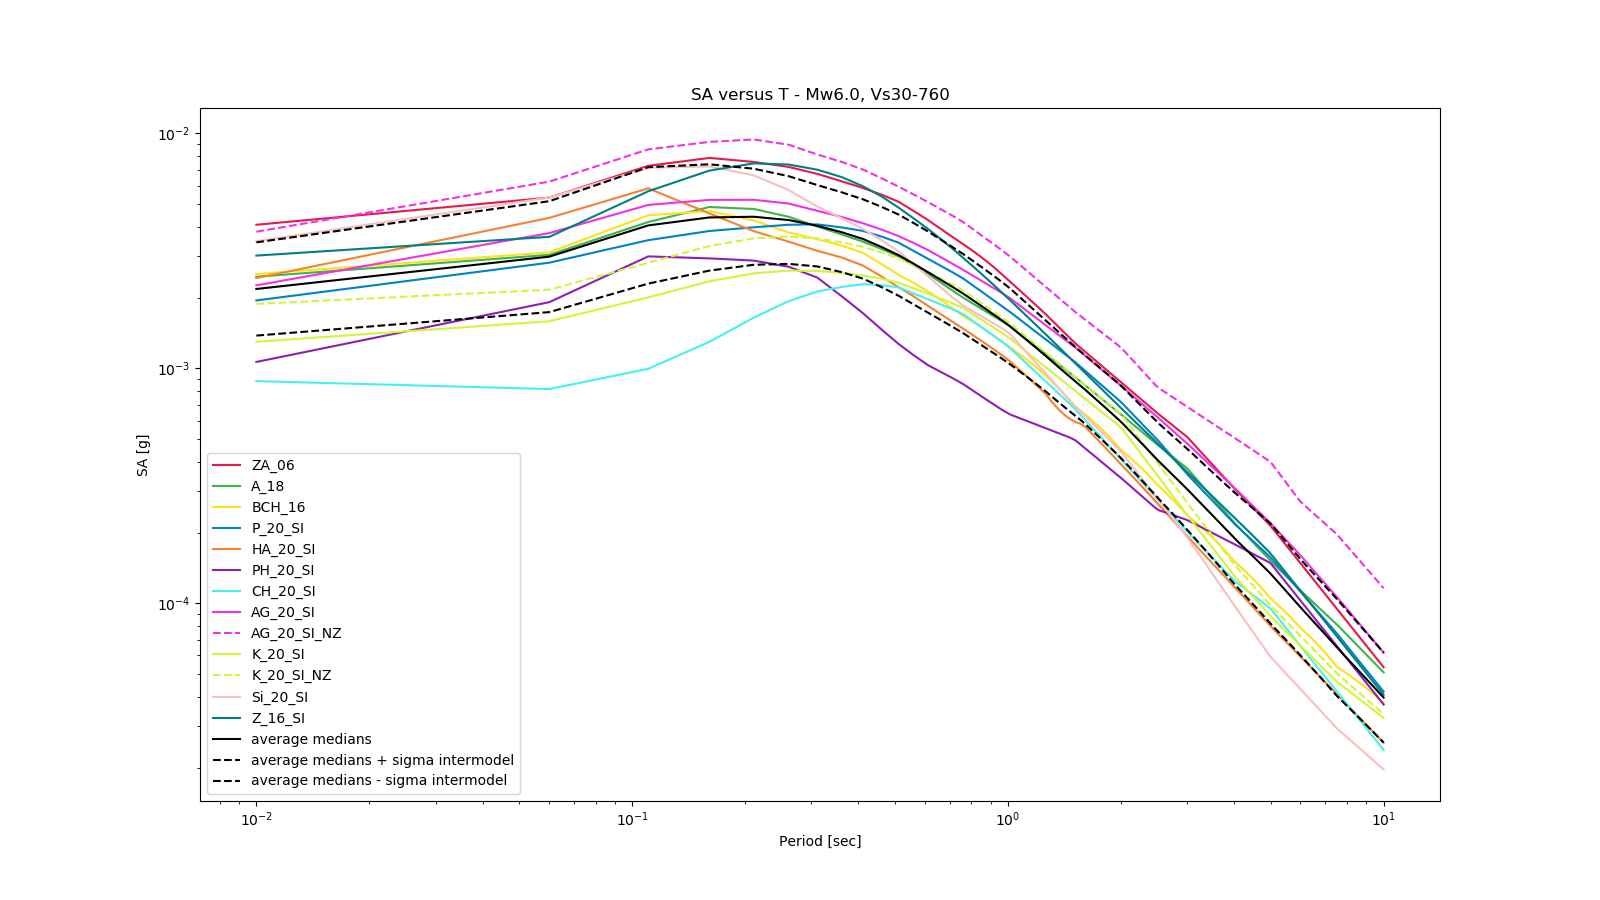 SA versus T - Mw6.0, Vs30-760
SA [g]
10⁻²
10⁻³
10⁻⁴
ZA_06
A_18
BCH_16
P_20_SI
HA_20_SI
PH_20_SI
CH_20_SI
AG_20_SI
AG_20_SI_NZ
K_20_SI
K_20_SI_NZ
Si_20_SI
Z_16_SI
average medians
average medians + sigma intermodel
average medians - sigma intermodel
10⁻² 10⁻¹ 10⁰ 10¹
Period [sec]